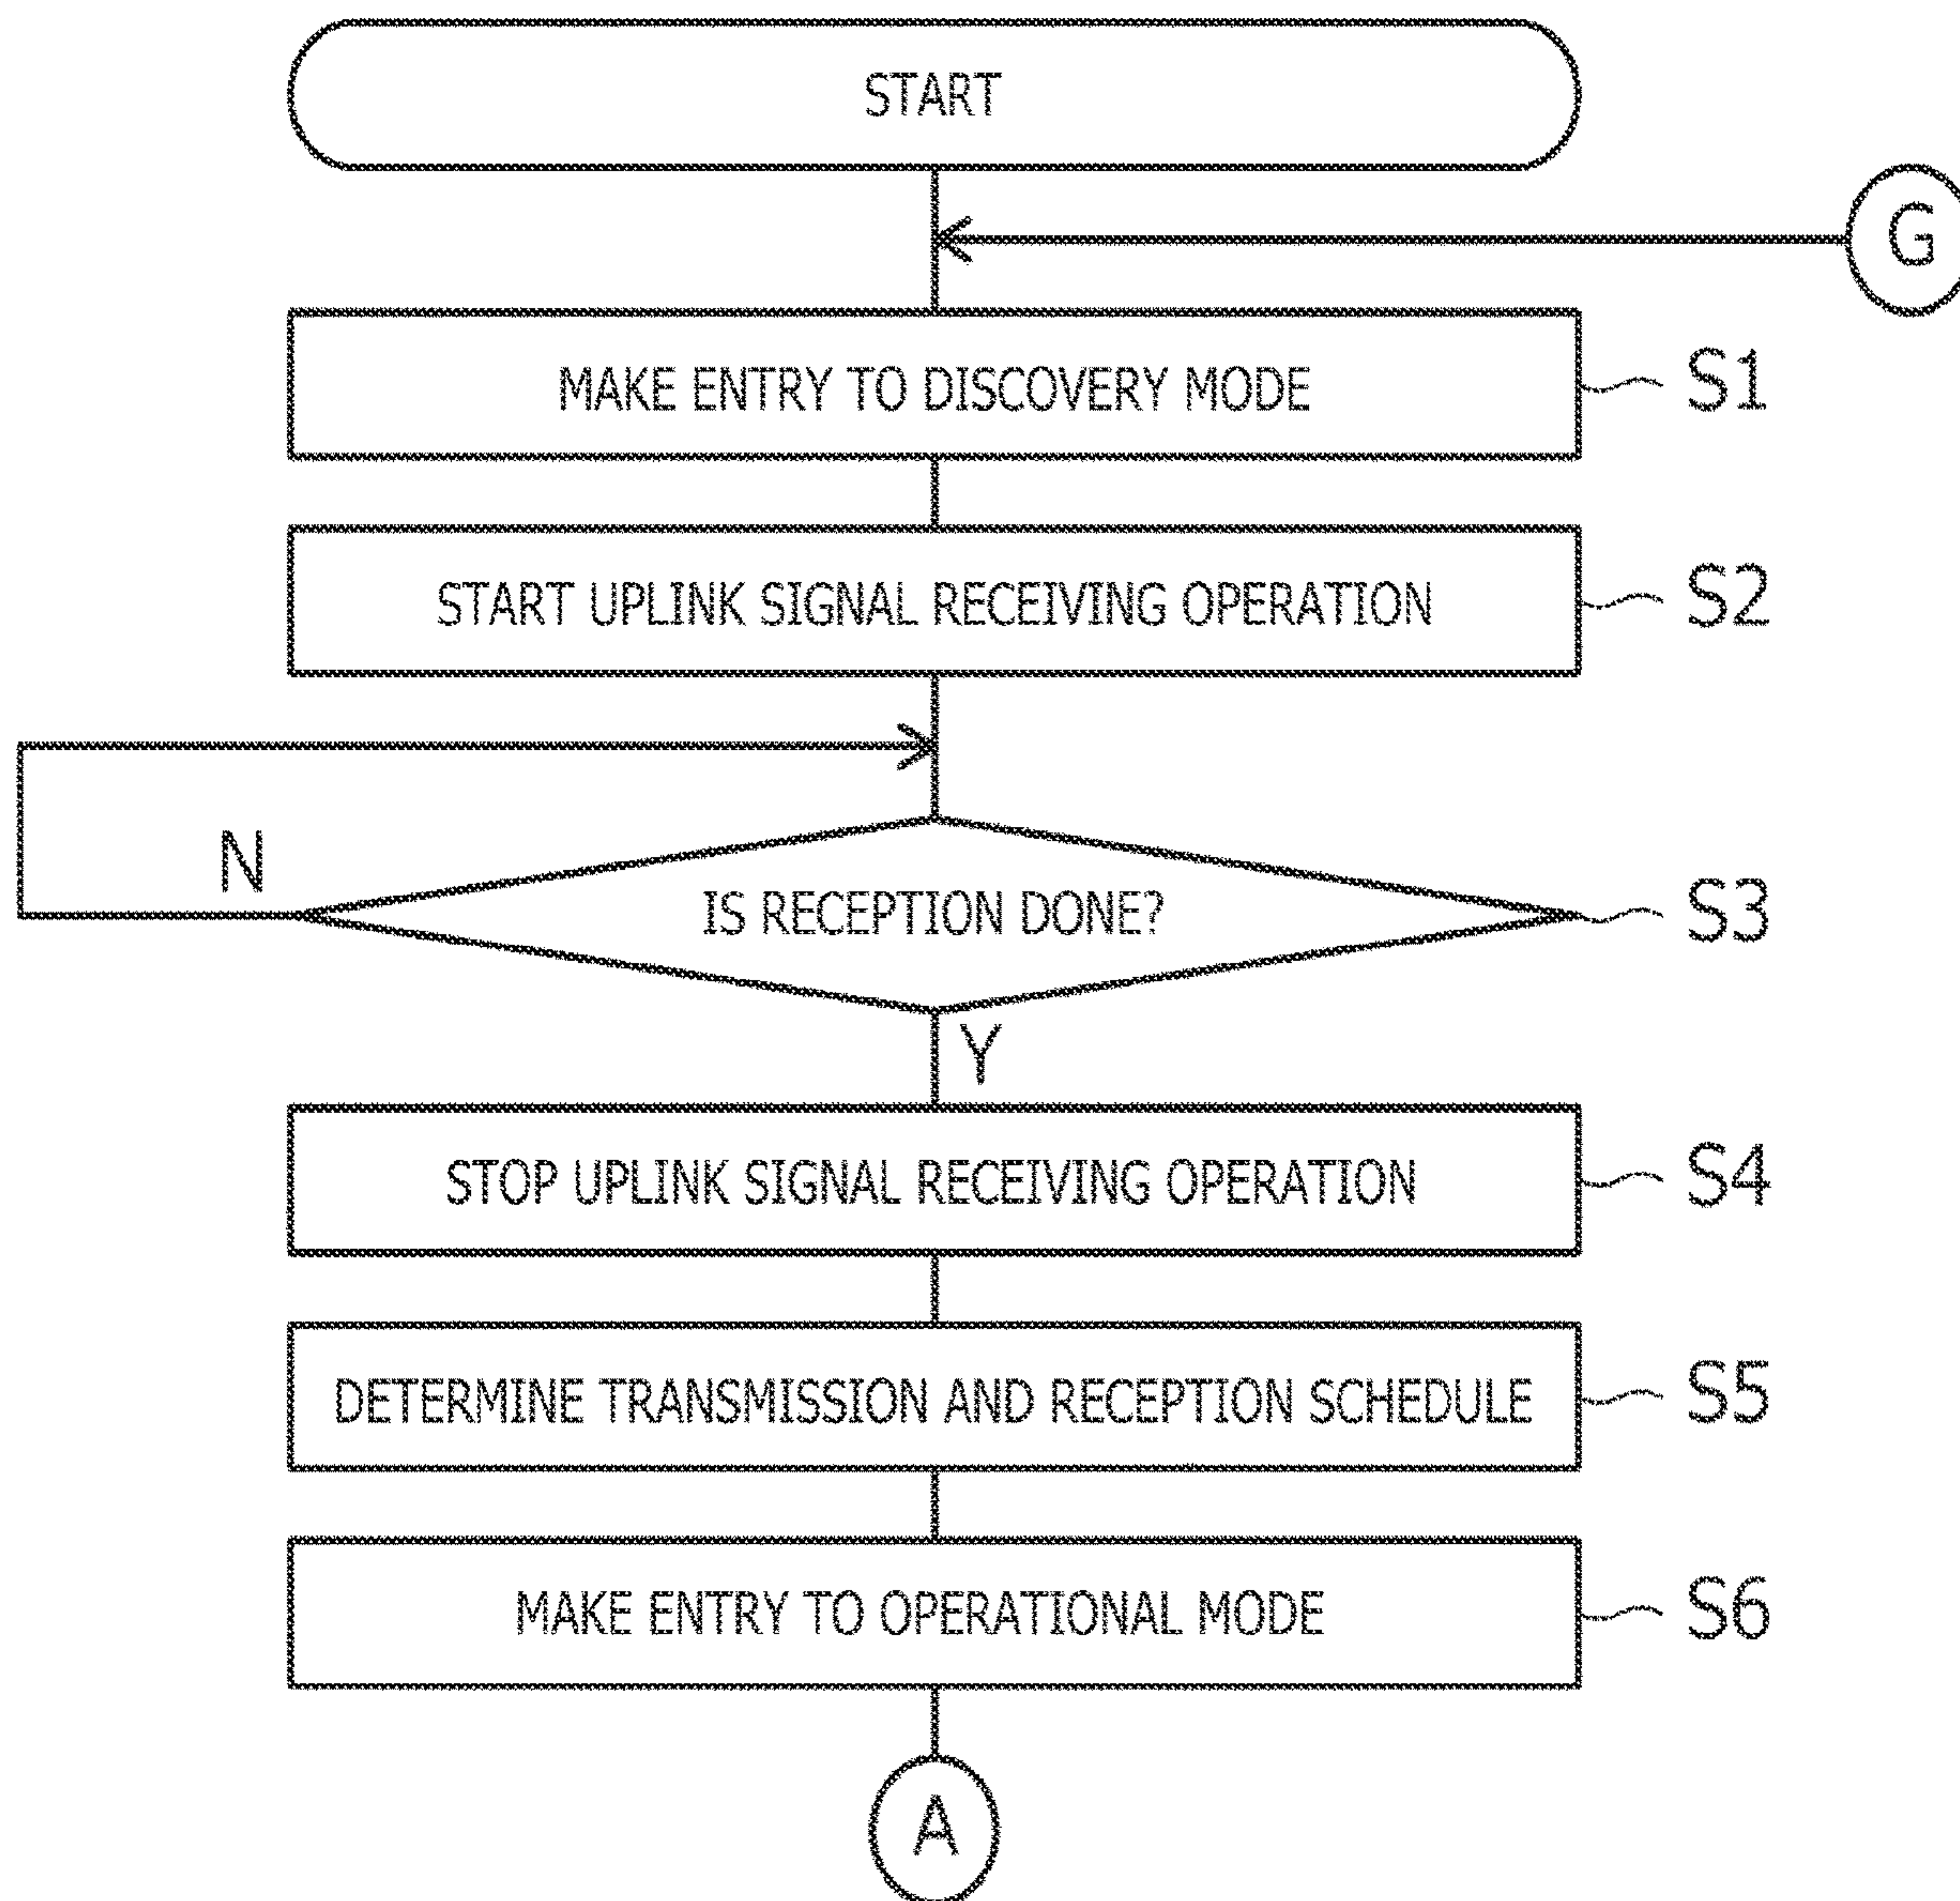 START
G
MAKE ENTRY TO DISCOVERY MODE
S1
START UPLINK SIGNAL RECEIVING OPERATION
S2
N
IS RECEPTION DONE?
S3
Y
STOP UPLINK SIGNAL RECEIVING OPERATION
S4
DETERMINE TRANSMISSION AND RECEPTION SCHEDULE
S5
MAKE ENTRY TO OPERATIONAL MODE
S6
A